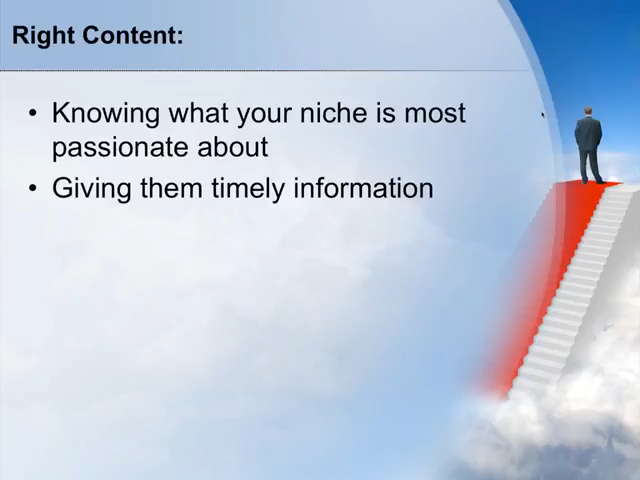 Right Content:
• Knowing what your niche is most
passionate about
• Giving them timely information